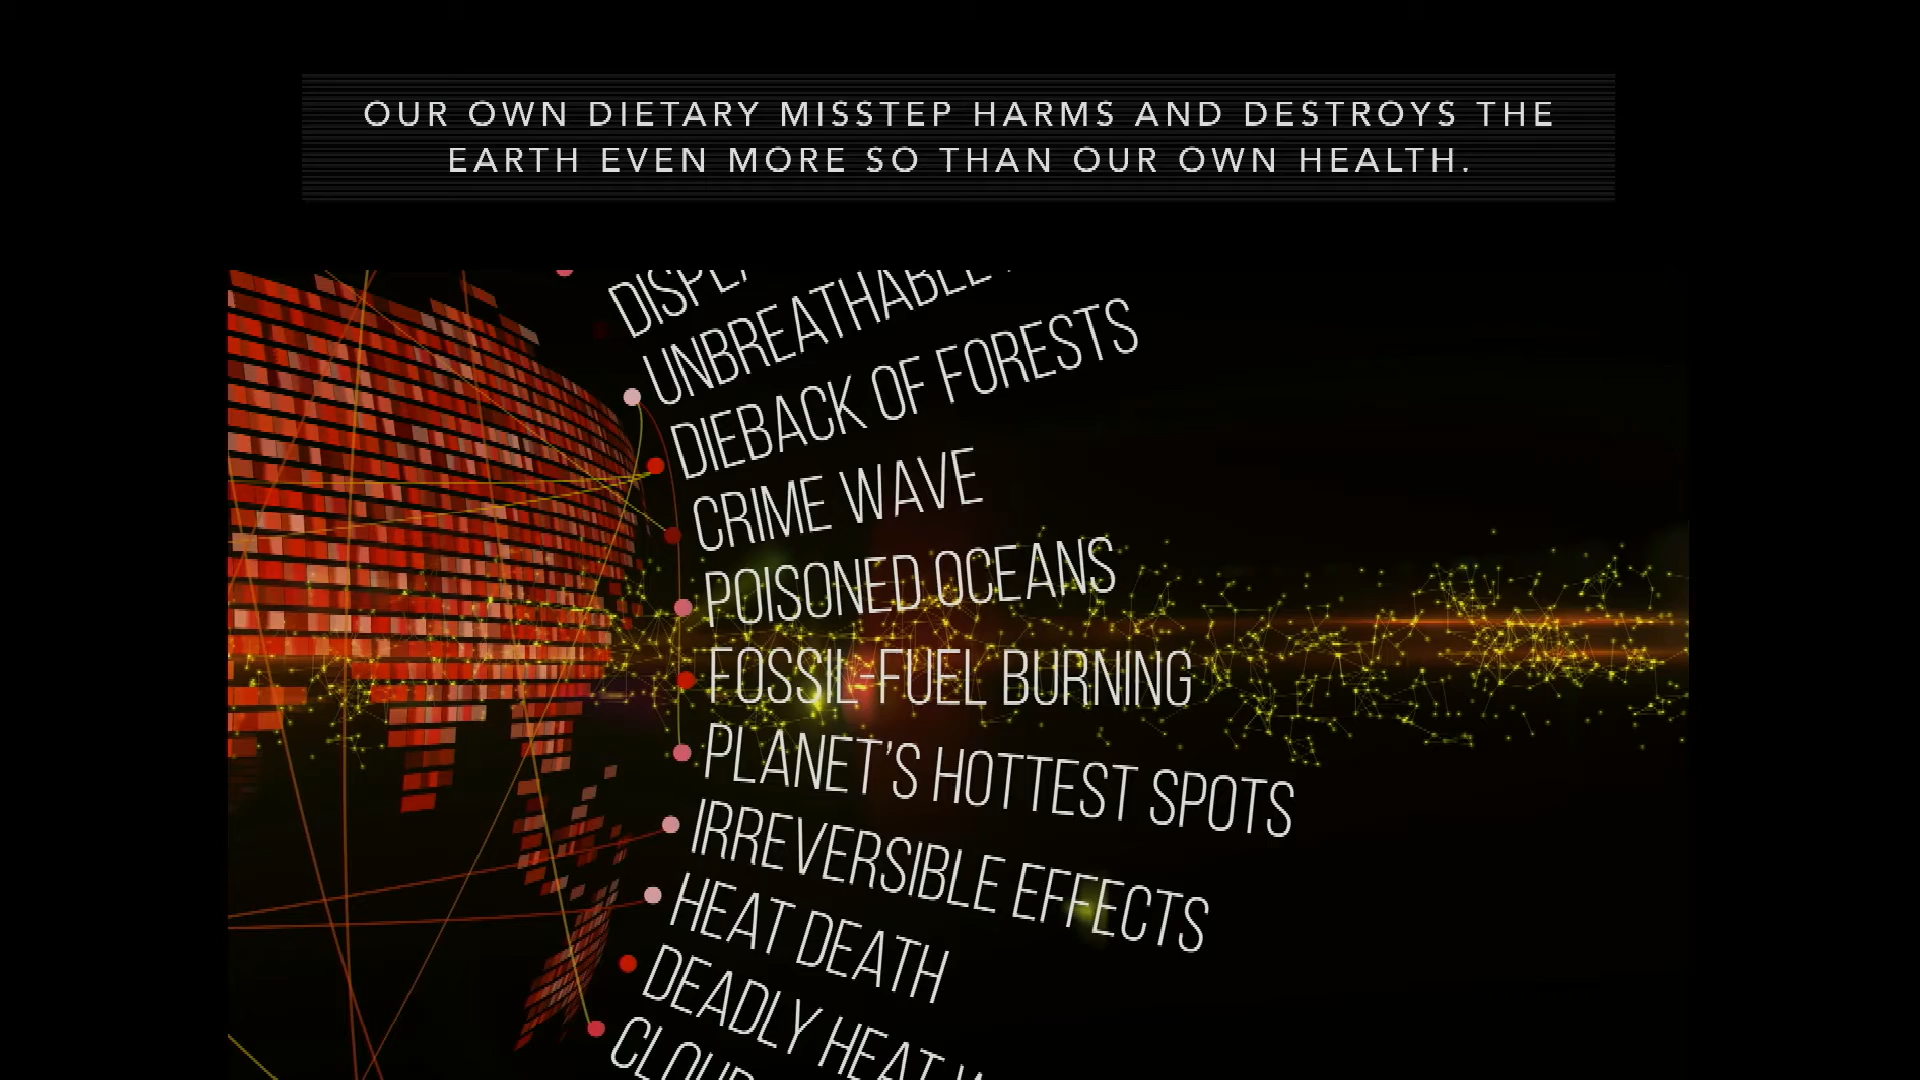 OUR OWN DIETARY MISSTEP HARMS AND DESTROYS THE
EARTH EVEN MORE SO THAN OUR OWN HEALTH.
UNBREATHABLE
DIEBACK OF FORESTS
CRIME WAVE
POISONED OCEANS
FOSSIL-FUEL BURNING
PLANET'S HOTTEST SPOTS
IRREVERSIBLE EFFECTS
HEAT DEATH
DEADLY HEAT